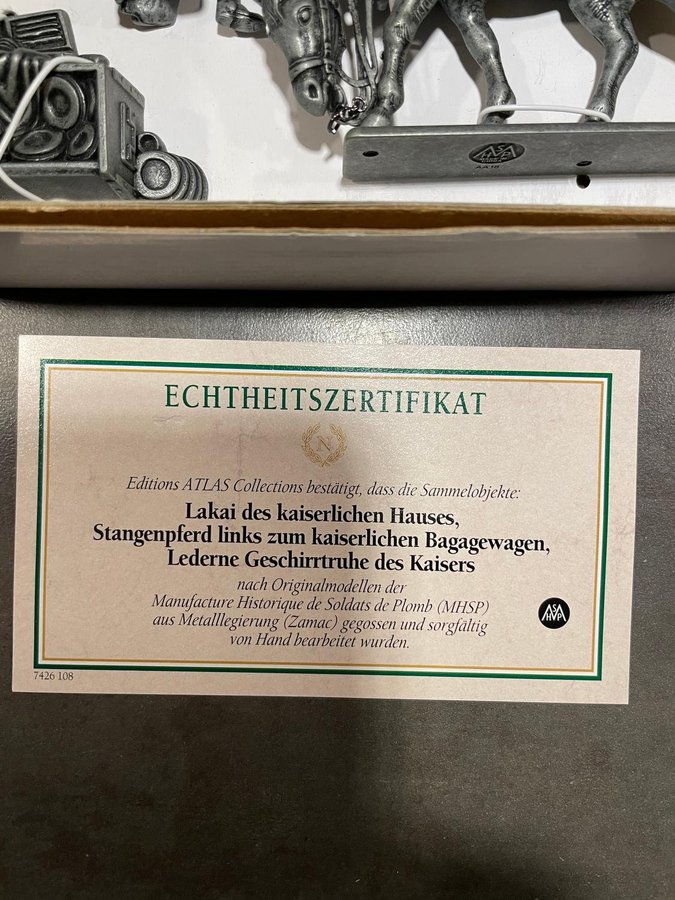 AA 18
ECHTHEITSZERTIFIKAT
N
Editions ATLAS Collections bestätigt, dass die Sammelobjekte:
Lakai des kaiserlichen Hauses,
Stangenpferd links zum kaiserlichen Bagagewagen,
Lederne Geschirrtruhe des Kaisers
nach Originalmodellen der
Manufacture Historique de Soldats de Plomb (MHSP)
aus Metalllegierung (Zamac) gegossen und sorgfältig
von Hand bearbeitet wurden.
7426 108